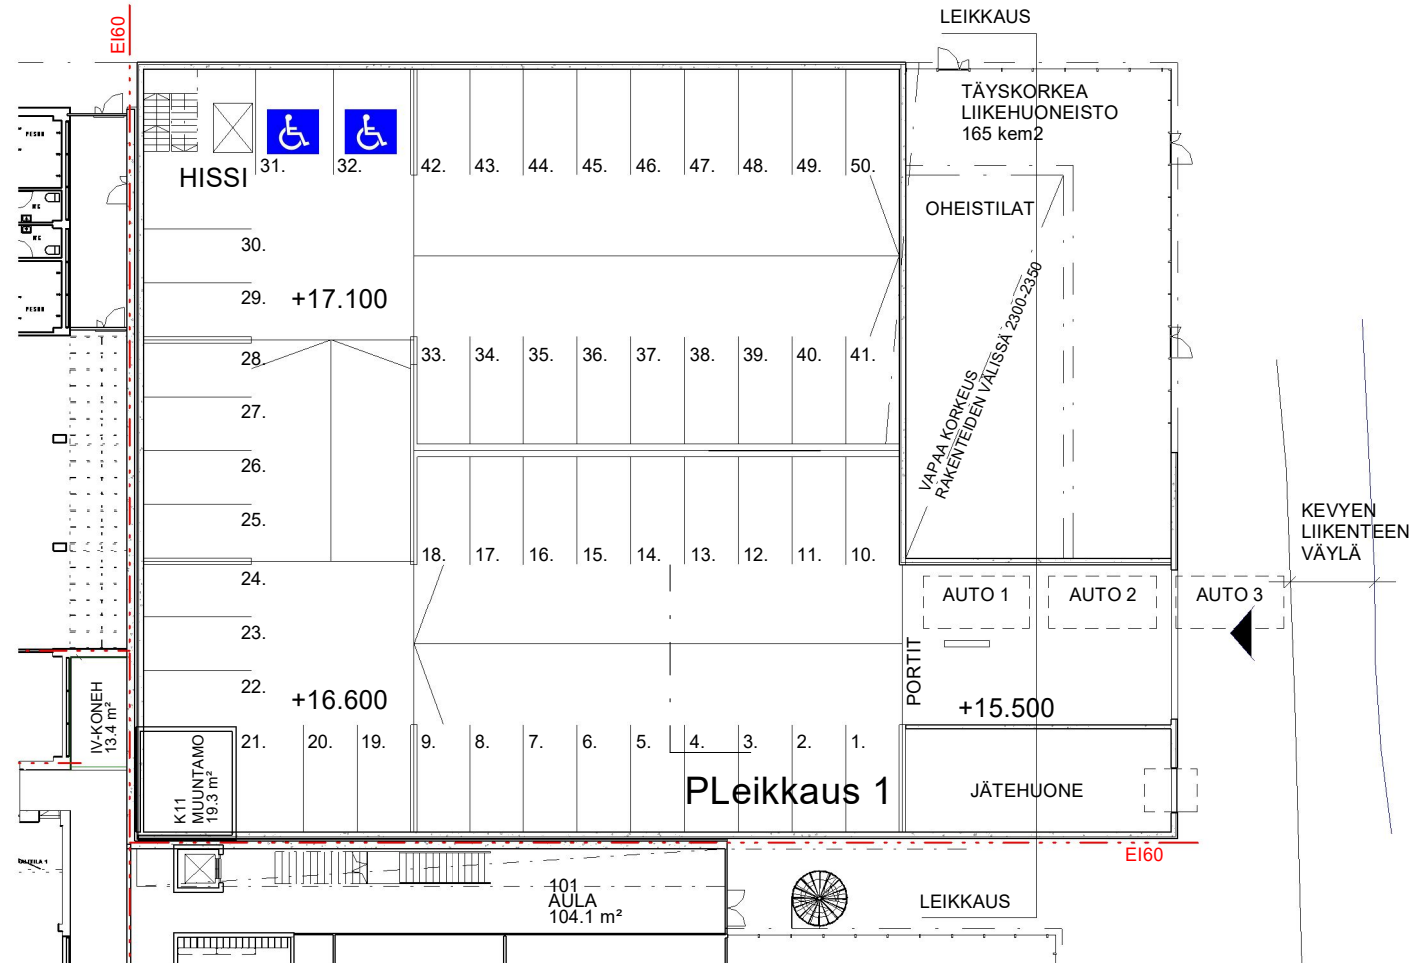 LEIKKAUS
EI60
TÄYSKORKEA
LIIKEHUONEISTO
165 kem2
PESUH
HISSI
31.
32.
42.
43.
44.
45.
46.
47.
48.
49.
50.
WC
OHEISTILAT
WC
30.
29.
+17.100
PESUH
VAPAA KORKEUS
RAKENTEIDEN VÄLISSÄ 2300-2350
28.
33.
34.
35.
36.
37.
38.
39.
40.
41.
27.
26.
25.
KEVYEN
LIIKENTEEN
VÄYLÄ
18.
17.
16.
15.
14.
13.
12.
11.
10.
24.
AUTO 1
AUTO 2
AUTO 3
23.
PORTIT
22.
+16.600
+15.500
IV-KONEH
13.4 m²
21.
20.
19.
9.
8.
7.
6.
5.
4.
3.
2.
1.
K11
MUUNTAMO
19.3 m²
PLeikkaus 1
JÄTEHUONE
EI60
101
AULA
104.1 m²
LEIKKAUS